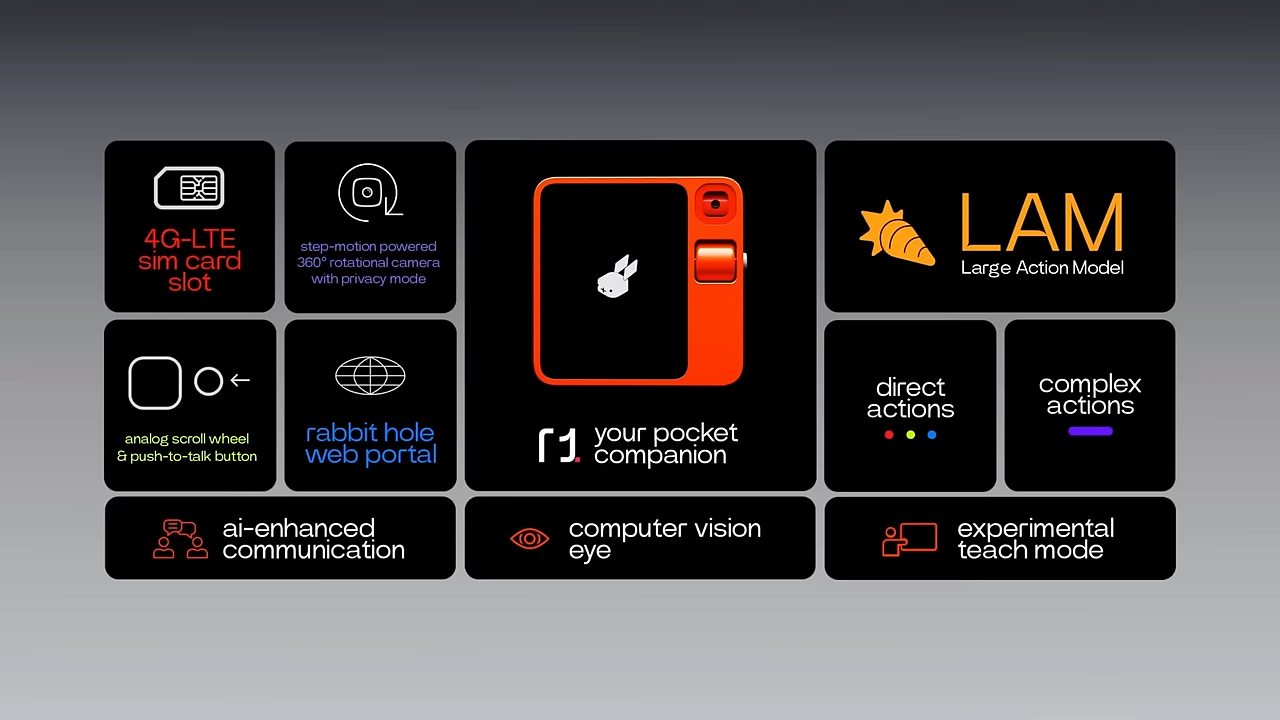 4G-LTE
sim card
slot
step-motion powered
360° rotational camera
with privacy mode
analog scroll wheel
& push-to-talk button
rabbit hole
web portal
r1.
your pocket
companion
LAM
Large Action Model
direct
actions
complex
actions
ai-enhanced
communication
computer vision
eye
experimental
teach mode